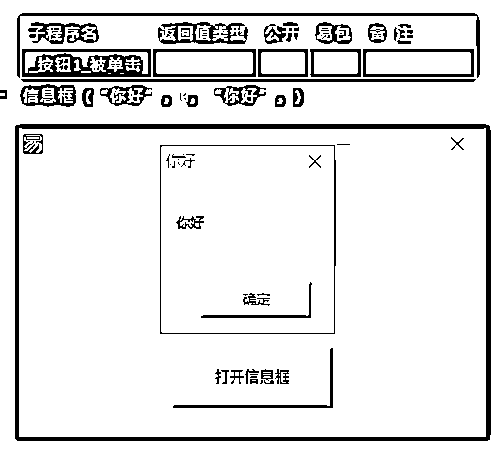 子程序名 返回值类型 公开 易包 备 注
_按钮1_被单击
信息框（“你好”，，“你好”，）
易
你好
你好
确定
打开信息框